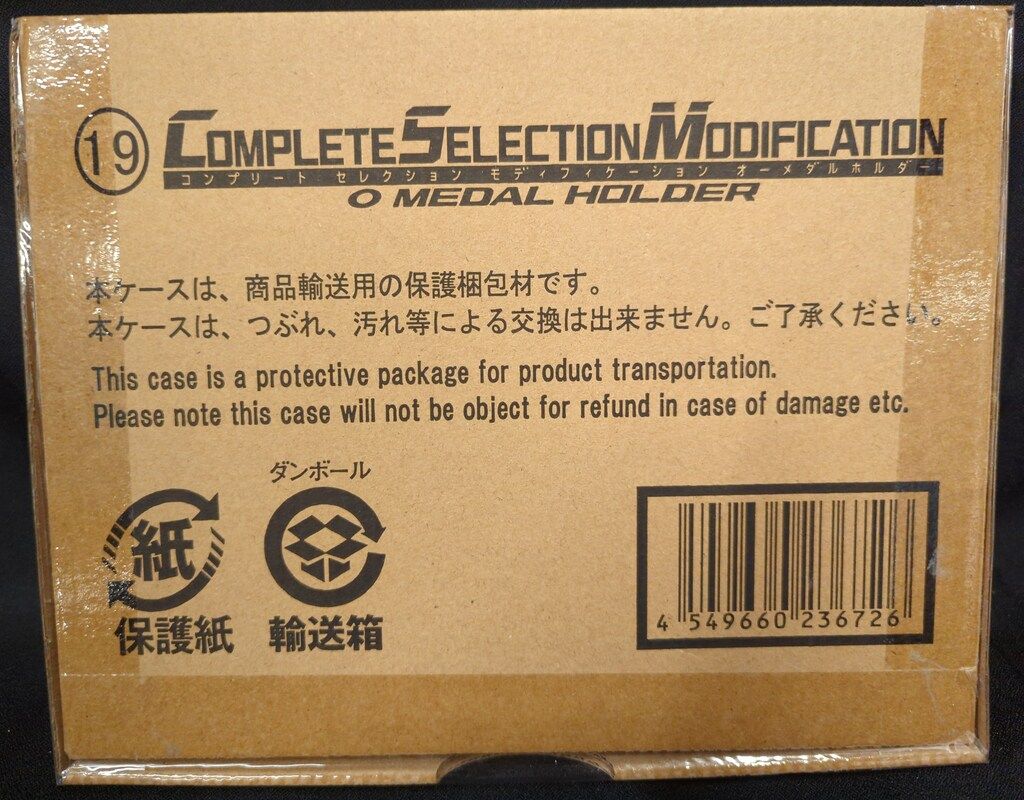 19 COMPLETE SELECTION MODIFICATION
コンプリート セレクション モディフィケーション オーメダルホルダー
O MEDAL HOLDER
本ケースは、商品輸送用の保護梱包材です。
本ケースは、つぶれ、汚れ等による交換は出来ません。ご了承ください。
This case is a protective package for product transportation.
Please note this case will not be object for refund in case of damage etc.
ダンボール
紙
保護紙 輸送箱
4 549660 236726